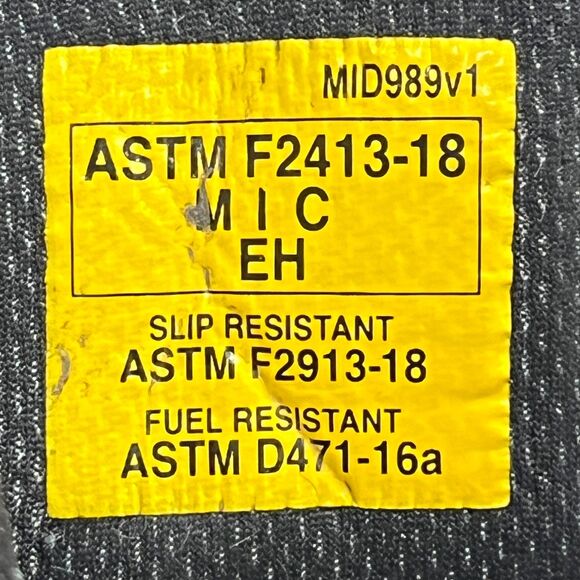 MID989v1
ASTM F2413-18
M I C
EH
SLIP RESISTANT
ASTM F2913-18
FUEL RESISTANT
ASTM D471-16a